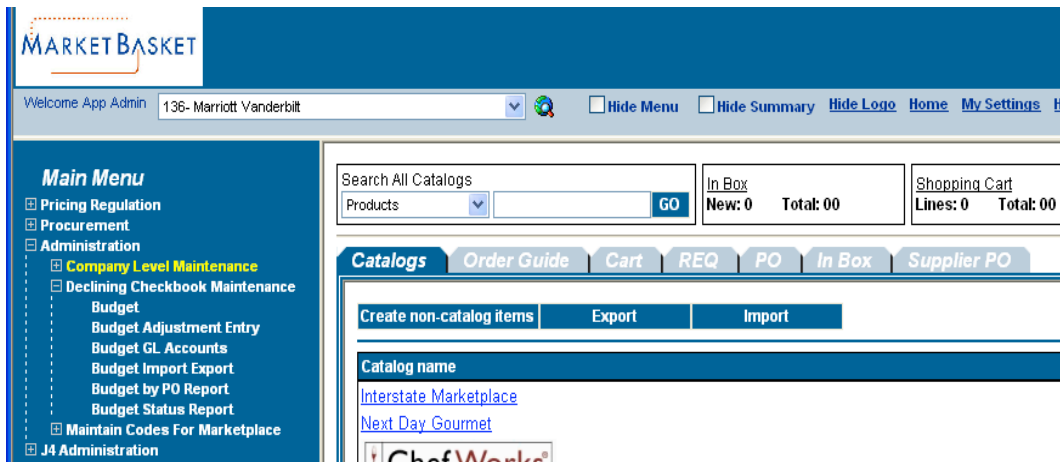 MARKETBASKET
Welcome App Admin 136- Marriott Vanderbilt Hide Menu Hide Summary Hide Logo Home My Settings
Main Menu
Pricing Regulation
Procurement
Administration
Company Level Maintenance
Declining Checkbook Maintenance
Budget
Budget Adjustment Entry
Budget GL Accounts
Budget Import Export
Budget by PO Report
Budget Status Report
Maintain Codes For Marketplace
J4 Administration
Search All Catalogs
Products GO
In Box
New: 0 Total: 00
Shopping Cart
Lines: 0 Total: 00
Catalogs Order Guide Cart REQ PO In Box Supplier PO
Create non-catalog items Export Import
Catalog name
Interstate Marketplace
Next Day Gourmet
ChefWorks®